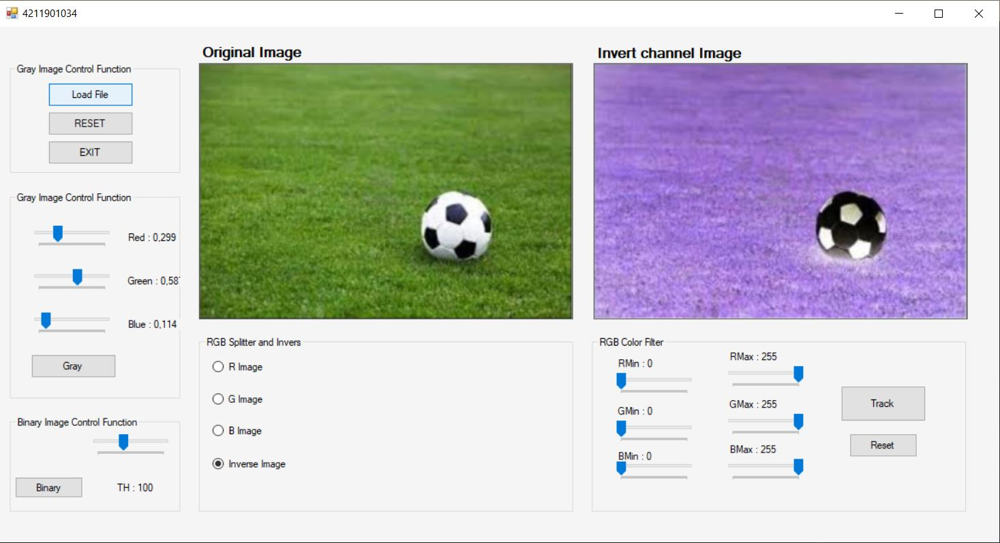 4211901034
Gray Image Control Function
Load File
RESET
EXIT
Gray Image Control Function
Red : 0,299
Green : 0,58
Blue : 0,114
Gray
Binary Image Control Function
Binary
TH : 100
Original Image
Invert channel Image
RGB Splitter and Invers
R Image
G Image
B Image
Inverse Image
RGB Color Filter
RMin : 0
RMax : 255
GMin : 0
GMax : 255
BMin : 0
BMax : 255
Track
Reset